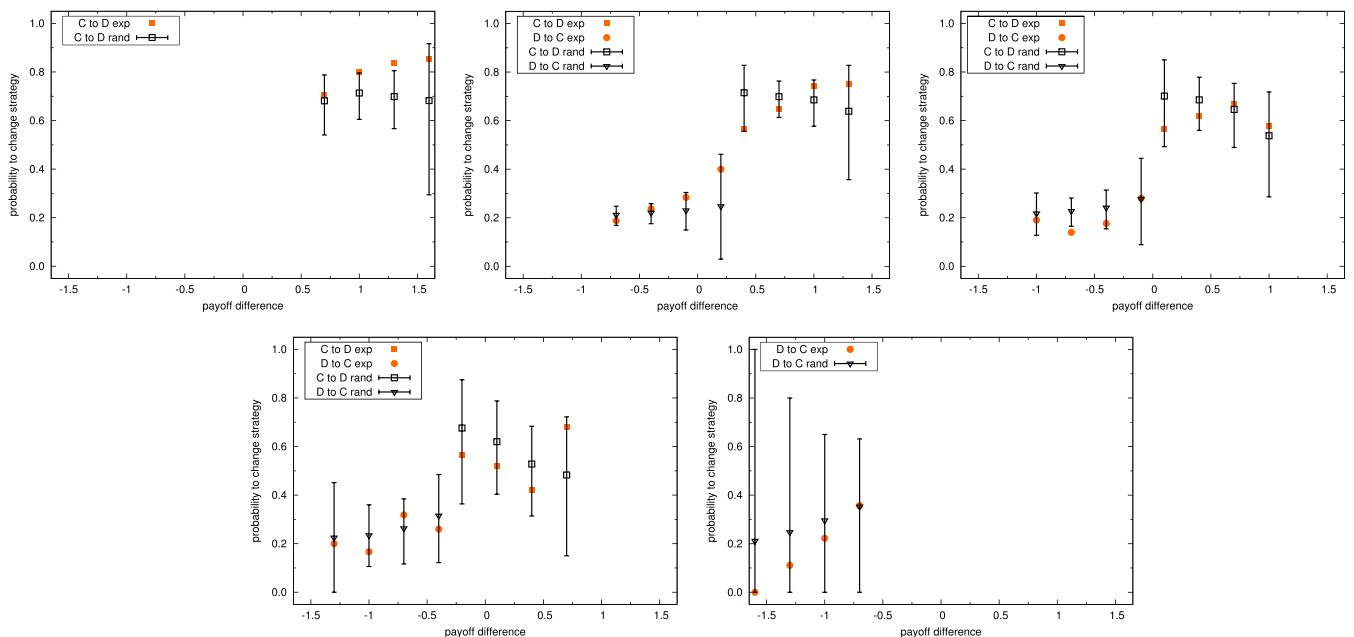 C to D exp
C to D rand
probability to change strategy
1.0
0.8
0.6
0.4
0.2
0.0
-1.5 -1 -0.5 0 0.5 1 1.5
payoff difference
C to D exp
D to C exp
C to D rand
D to C rand
probability to change strategy
1.0
0.8
0.6
0.4
0.2
0.0
-1.5 -1 -0.5 0 0.5 1 1.5
payoff difference
C to D exp
D to C exp
C to D rand
D to C rand
probability to change strategy
1.0
0.8
0.6
0.4
0.2
0.0
-1.5 -1 -0.5 0 0.5 1 1.5
payoff difference
C to D exp
D to C exp
C to D rand
D to C rand
probability to change strategy
1.0
0.8
0.6
0.4
0.2
0.0
-1.5 -1 -0.5 0 0.5 1 1.5
payoff difference
D to C exp
D to C rand
probability to change strategy
1.0
0.8
0.6
0.4
0.2
0.0
-1.5 -1 -0.5 0 0.5 1 1.5
payoff difference